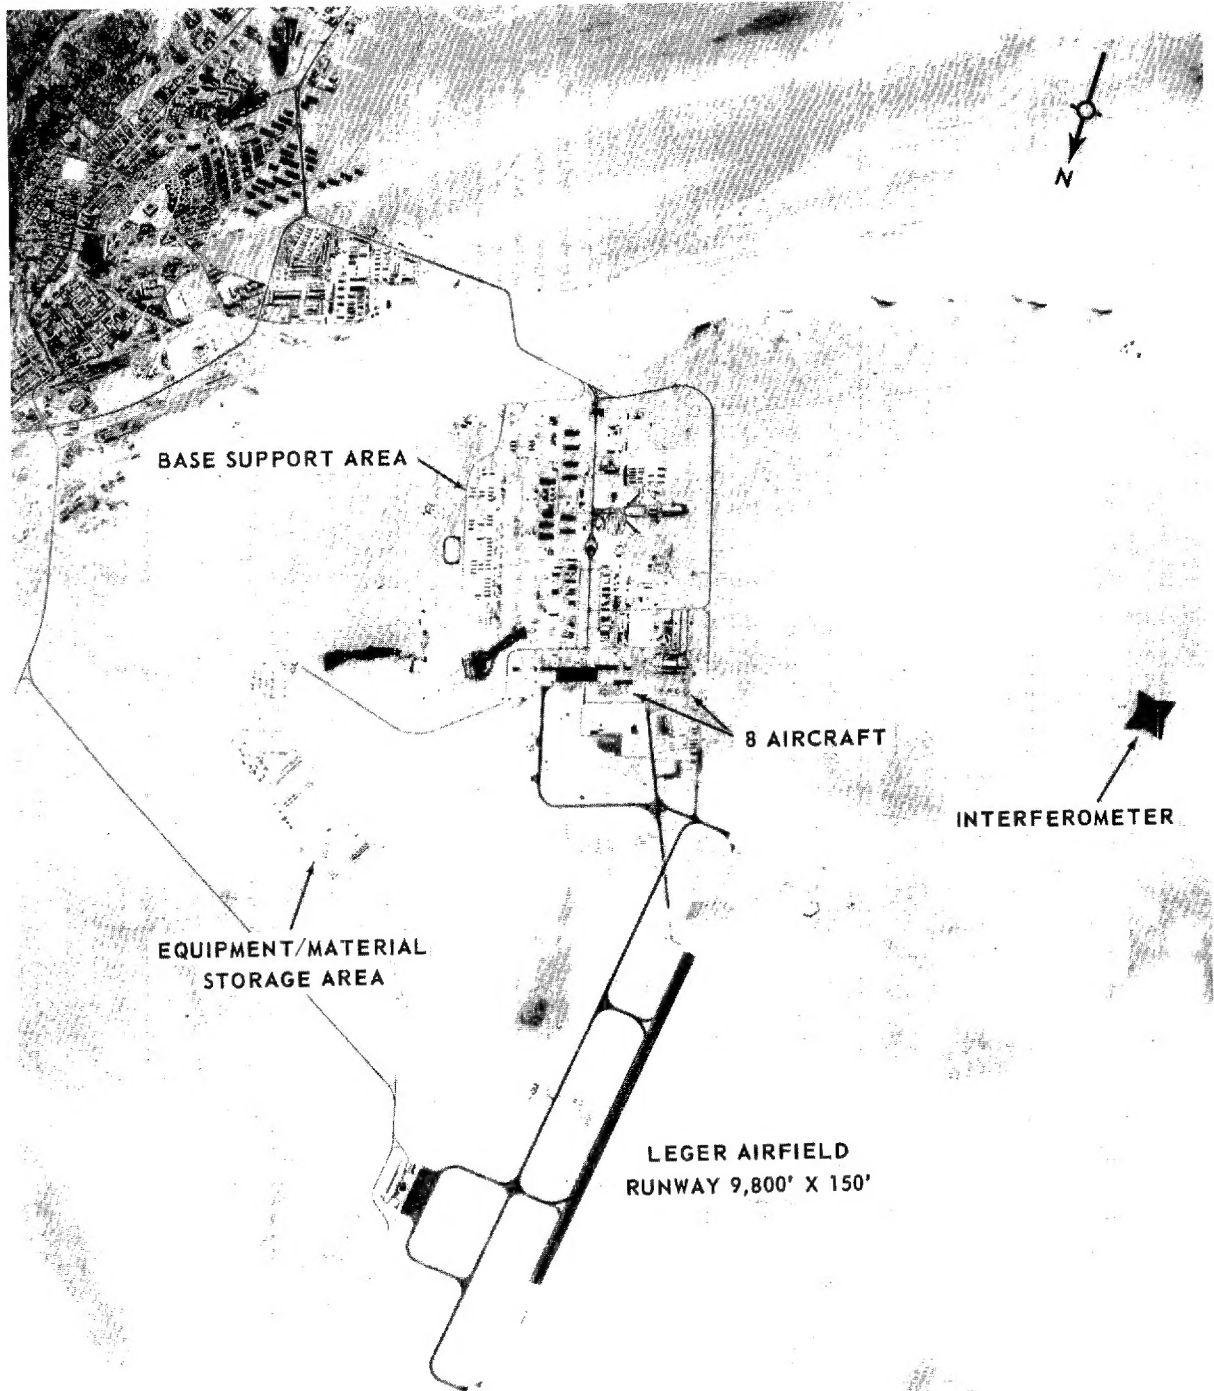 N
BASE SUPPORT AREA
8 AIRCRAFT
INTERFEROMETER
EQUIPMENT/MATERIAL
STORAGE AREA
LEGER AIRFIELD
RUNWAY 9,800' X 150'